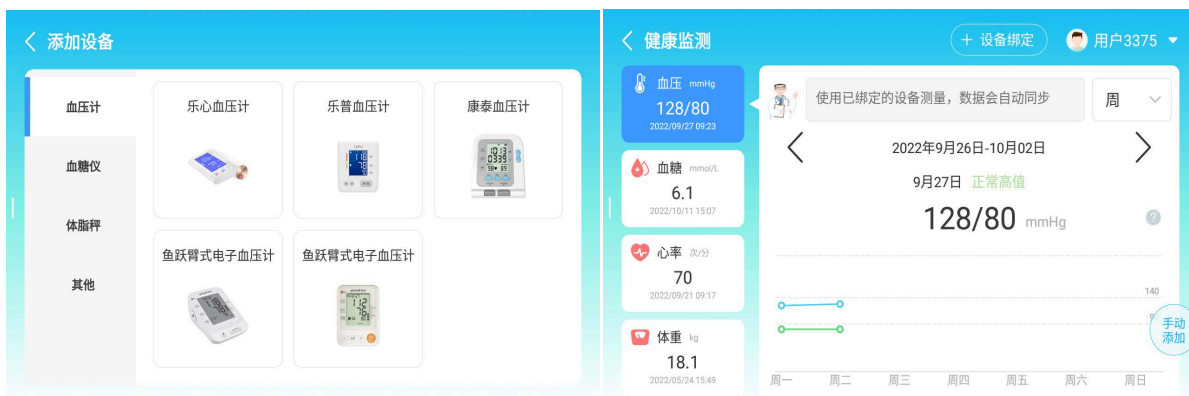 添加设备
血压计
血糖仪
体脂秤
其他
乐心血压计
乐普血压计
康泰血压计
鱼跃臂式电子血压计
鱼跃臂式电子血压计
健康监测
+ 设备绑定
用户3375
血压 mmHg
128/80
2022/09/27 09:23
血糖 mmol/L
6.1
2022/10/11 15:07
心率 次/分
70
2022/09/21 09:17
体重 kg
18.1
2022/05/24 15:49
使用已绑定的设备测量，数据会自动同步
周
2022年9月26日-10月02日
9月27日 正常高值
128/80 mmHg
?
140
手动
添加
周一 周二 周三 周四 周五 周六 周日